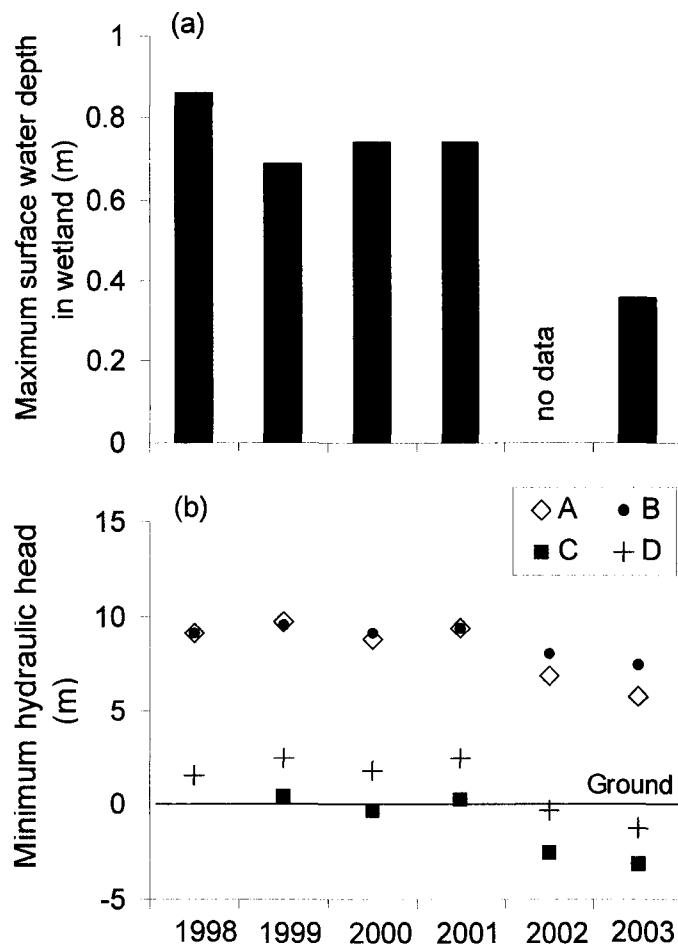 (a)
Maximum surface water depth
in wetland (m)
1
0.8
0.6
0.4
0.2
0
no data
(b)
Minimum hydraulic head
(m)
15
10
5
0
-5
A B
C D
Ground
1998 1999 2000 2001 2002 2003